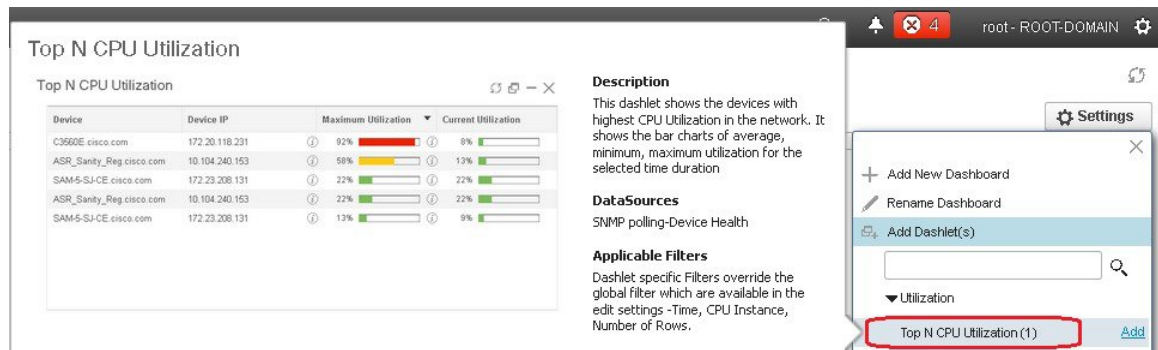 4
root - ROOT-DOMAIN
Top N CPU Utilization
Top N CPU Utilization
Device Device IP Maximum Utilization Current Utilization
C3560E.cisco.com 172.20.118.231 92% 8%
ASR_Sanity_Reg.cisco.com 10.104.240.153 58% 13%
SAM-5-SJ-CE.cisco.com 172.23.208.131 22% 22%
ASR_Sanity_Reg.cisco.com 10.104.240.153 22% 22%
SAM-5-SJ-CE.cisco.com 172.23.208.131 13% 9%
Description
This dashlet shows the devices with
highest CPU Utilization in the network. It
shows the bar charts of average,
minimum, maximum utilization for the
selected time duration
DataSources
SNMP polling-Device Health
Applicable Filters
Dashlet specific Filters override the
global filter which are available in the
edit settings -Time, CPU Instance,
Number of Rows.
Settings
Add New Dashboard
Rename Dashboard
Add Dashlet(s)
Utilization
Top N CPU Utilization (1) Add